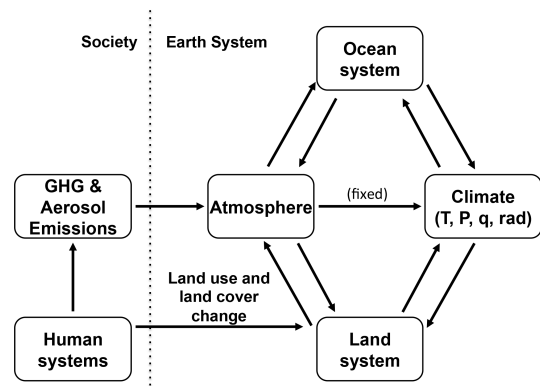 Society
Earth System
Ocean
system
GHG &
Aerosol
Emissions
Atmosphere
(fixed)
Climate
(T, P, q, rad)
Land use and
land cover
change
Human
systems
Land
system